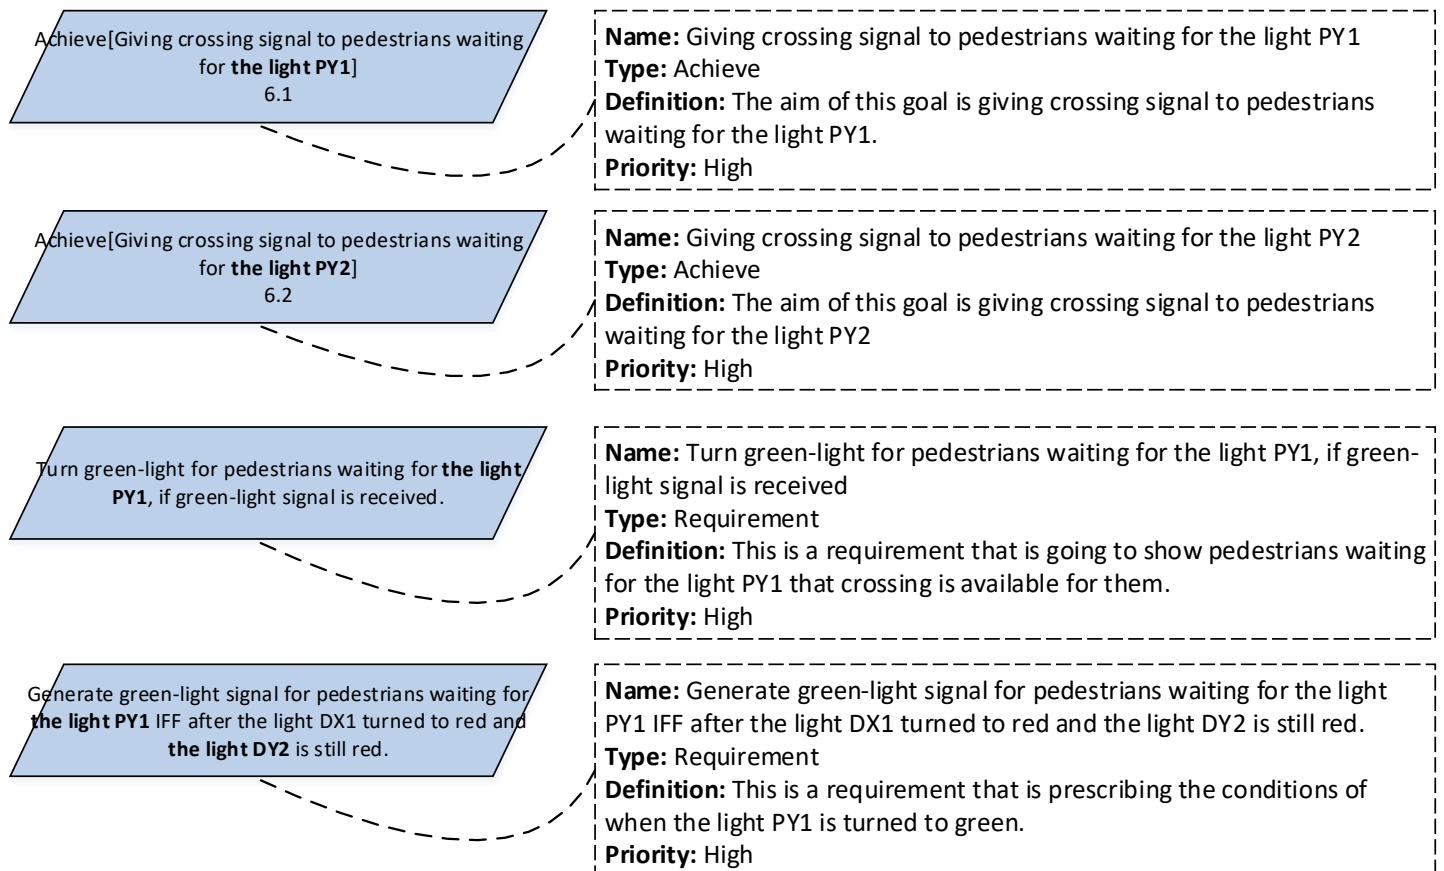 Achieve[Giving crossing signal to pedestrians waiting
for the light PY1]
6.1
Name: Giving crossing signal to pedestrians waiting for the light PY1
Type: Achieve
Definition: The aim of this goal is giving crossing signal to pedestrians
waiting for the light PY1.
Priority: High
Achieve[Giving crossing signal to pedestrians waiting
for the light PY2]
6.2
Name: Giving crossing signal to pedestrians waiting for the light PY2
Type: Achieve
Definition: The aim of this goal is giving crossing signal to pedestrians
waiting for the light PY2
Priority: High
Turn green-light for pedestrians waiting for the light
PY1, if green-light signal is received.
Name: Turn green-light for pedestrians waiting for the light PY1, if green-
light signal is received
Type: Requirement
Definition: This is a requirement that is going to show pedestrians waiting
for the light PY1 that crossing is available for them.
Priority: High
Generate green-light signal for pedestrians waiting for
the light PY1 IFF after the light DX1 turned to red and
the light DY2 is still red.
Name: Generate green-light signal for pedestrians waiting for the light
PY1 IFF after the light DX1 turned to red and the light DY2 is still red.
Type: Requirement
Definition: This is a requirement that is prescribing the conditions of
when the light PY1 is turned to green.
Priority: High